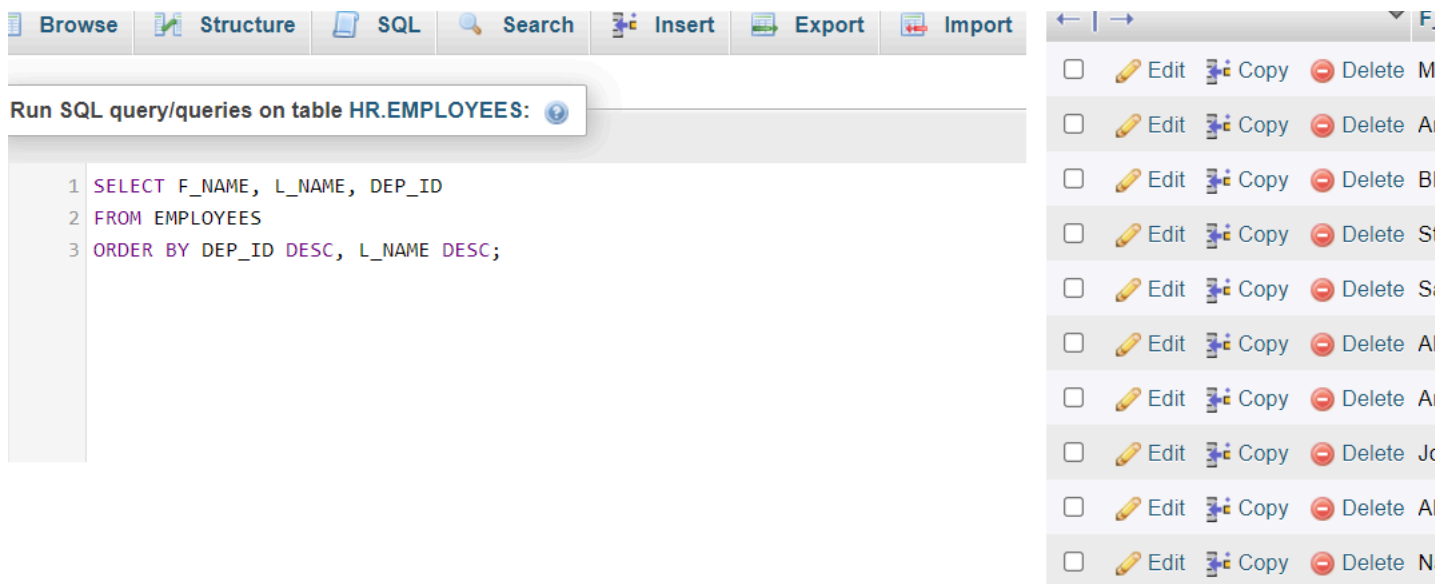 Browse Structure SQL Search Insert Export Import
Run SQL query/queries on table HR.EMPLOYEES:
1 SELECT F_NAME, L_NAME, DEP_ID
2 FROM EMPLOYEES
3 ORDER BY DEP_ID DESC, L_NAME DESC;
← | →
Edit Copy Delete
Edit Copy Delete
Edit Copy Delete
Edit Copy Delete
Edit Copy Delete
Edit Copy Delete
Edit Copy Delete
Edit Copy Delete
Edit Copy Delete
Edit Copy Delete